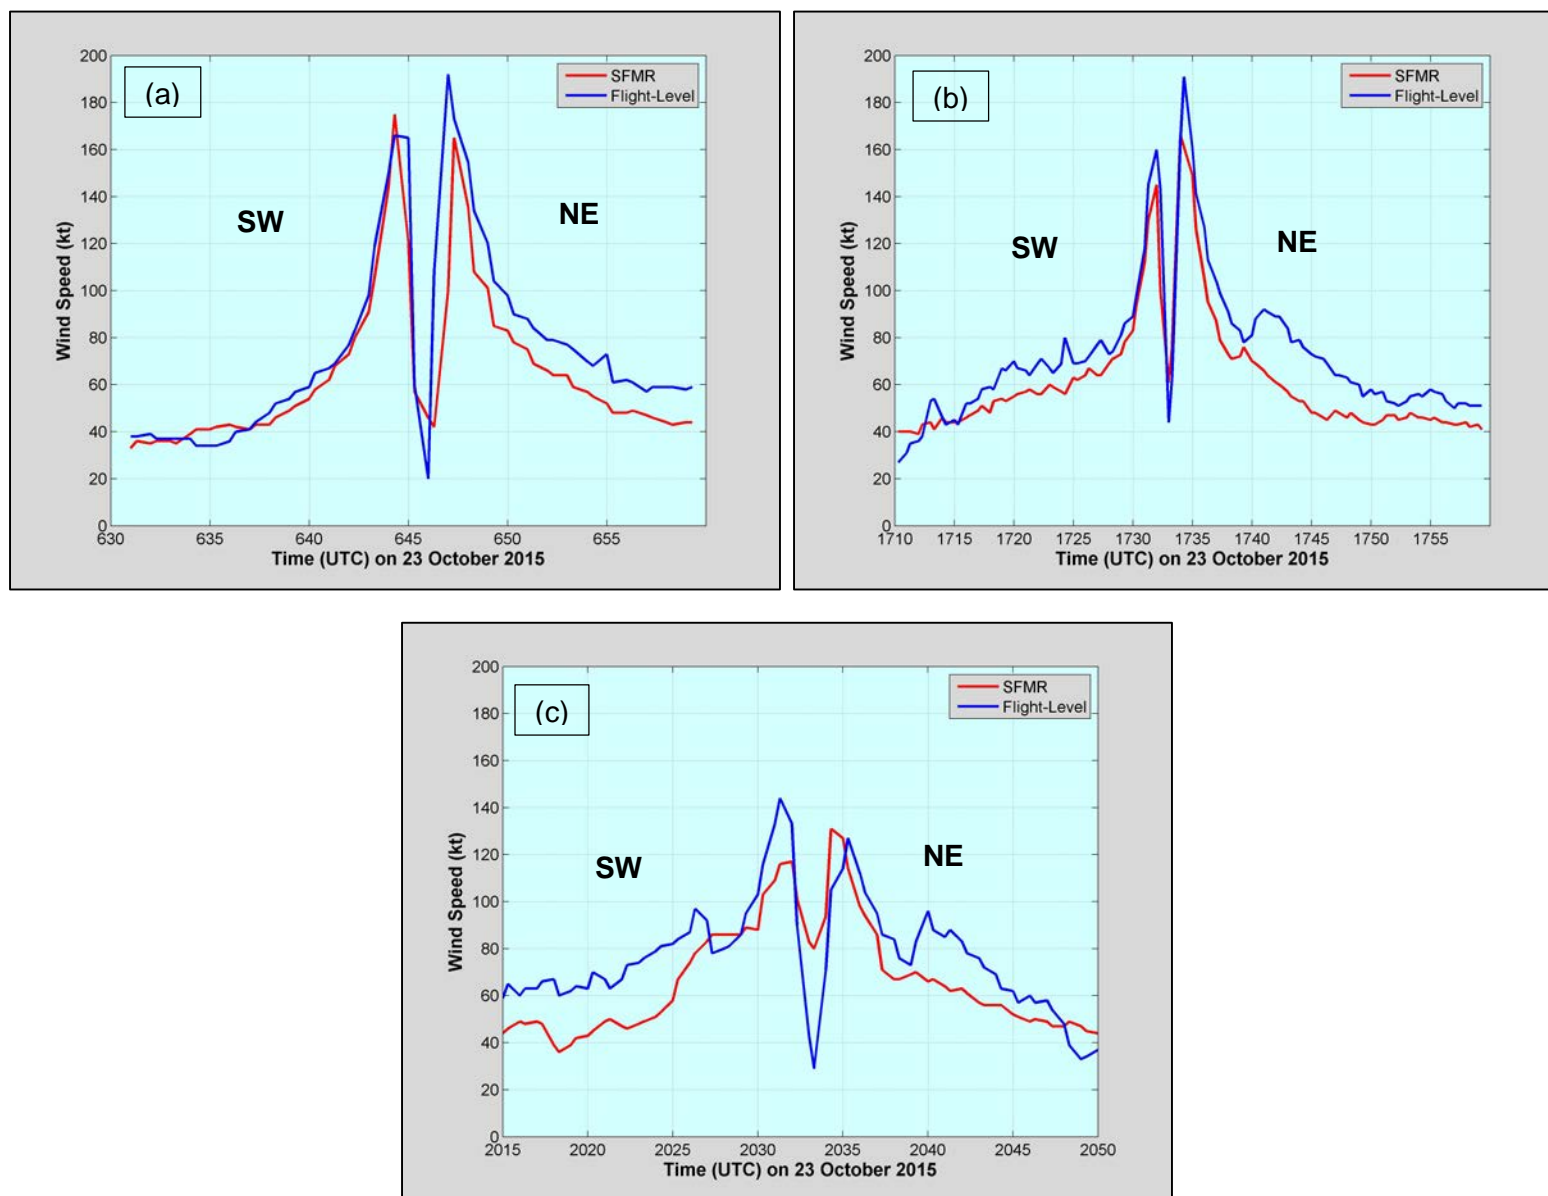 (a)
SFMR
Flight-Level
SW
NE
Wind Speed (kt)
200
180
160
140
120
100
80
60
40
20
0
630 635 640 645 650 655
Time (UTC) on 23 October 2015
(b)
SFMR
Flight-Level
SW
NE
Wind Speed (kt)
200
180
160
140
120
100
80
60
40
20
0
1710 1715 1720 1725 1730 1735 1740 1745 1750 1755
Time (UTC) on 23 October 2015
(c)
SFMR
Flight-Level
SW
NE
Wind Speed (kt)
200
180
160
140
120
100
80
60
40
20
0
2015 2020 2025 2030 2035 2040 2045 2050
Time (UTC) on 23 October 2015